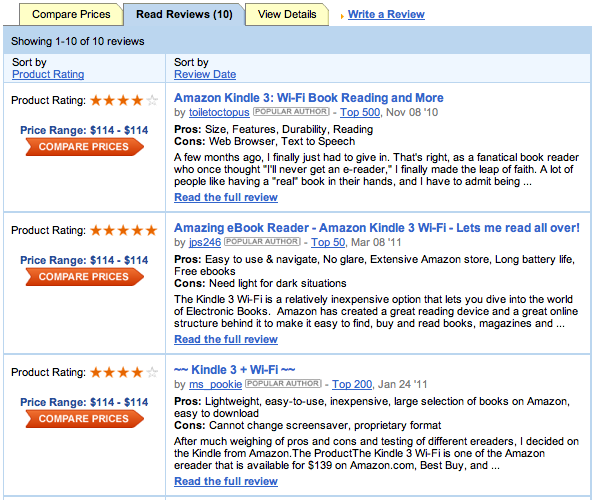 Compare Prices Read Reviews (10) View Details Write a Review
Showing 1-10 of 10 reviews
Sort by
Product Rating
Sort by
Review Date
Product Rating:
Price Range: $114 - $114
COMPARE PRICES
Amazon Kindle 3: Wi-Fi Book Reading and More
by toiletoctopus POPULAR AUTHOR - Top 500, Nov 08 '10
Pros: Size, Features, Durability, Reading
Cons: Web Browser, Text to Speech
A few months ago, I finally just had to give in. That's right, as a fanatical book reader
who once thought "I'll never get an e-reader," I finally made the leap of faith. A lot of
people like having a "real" book in their hands, and I have to admit being ...
Read the full review
Product Rating:
Price Range: $114 - $114
COMPARE PRICES
Amazing eBook Reader - Amazon Kindle 3 Wi-Fi - Lets me read all over!
by jps246 POPULAR AUTHOR - Top 50, Mar 08 '11
Pros: Easy to use & navigate, No glare, Extensive Amazon store, Long battery life,
Free ebooks
Cons: Need light for dark situations
The Kindle 3 Wi-Fi is a relatively inexpensive option that lets you dive into the world
of Electronic Books. Amazon has created a great reading device and a great online
structure behind it to make it easy to find, buy and read books, magazines and ...
Read the full review
Product Rating:
Price Range: $114 - $114
COMPARE PRICES
~~ Kindle 3 + Wi-Fi ~~
by ms_pookie POPULAR AUTHOR - Top 200, Jan 24 '11
Pros: Lightweight, easy-to-use, inexpensive, large selection of books on Amazon,
easy to download
Cons: Cannot change screensaver, proprietary format
After much weighing of pros and cons and testing of different ereaders, I decided on
the Kindle from Amazon.The ProductThe Kindle 3 Wi-Fi is one of the Amazon
ereader that is available for $139 on Amazon.com, Best Buy, and ...
Read the full review